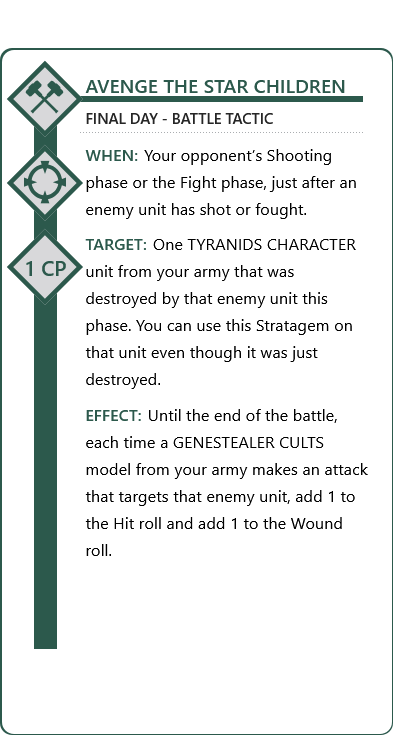 AVENGE THE STAR CHILDREN
FINAL DAY - BATTLE TACTIC
WHEN: Your opponent's Shooting
phase or the Fight phase, just after an
enemy unit has shot or fought.
1 CP
TARGET: One TYRANIDS CHARACTER
unit from your army that was
destroyed by that enemy unit this
phase. You can use this Stratagem on
that unit even though it was just
destroyed.
EFFECT: Until the end of the battle,
each time a GENESTEALER CULTS
model from your army makes an attack
that targets that enemy unit, add 1 to
the Hit roll and add 1 to the Wound
roll.